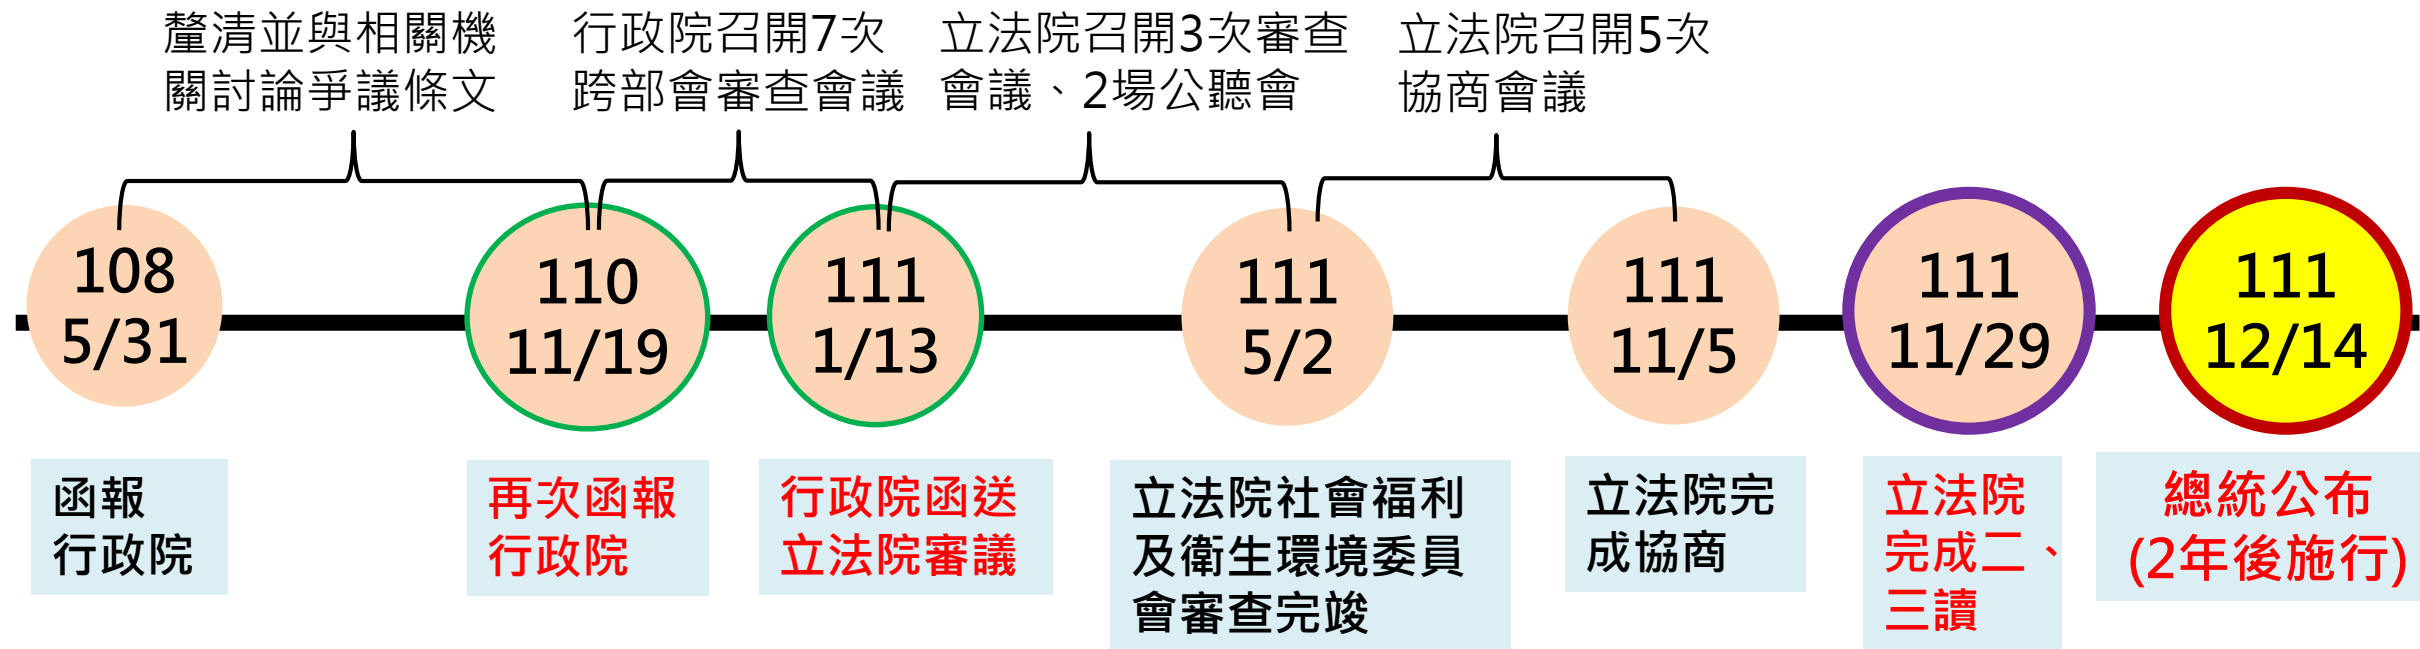 釐清並與相關機
關討論爭議條文
行政院召開7次
跨部會審查會議
立法院召開3次審查
會議、2場公聽會
立法院召開5次
協商會議
108
5/31
110
11/19
111
1/13
111
5/2
111
11/5
111
11/29
111
12/14
函報
行政院
再次函報
行政院
行政院函送
立法院審議
立法院社會福利
及衛生環境委員
會審查完竣
立法院完
成協商
立法院
完成二、
三讀
總統公布
(2年後施行)